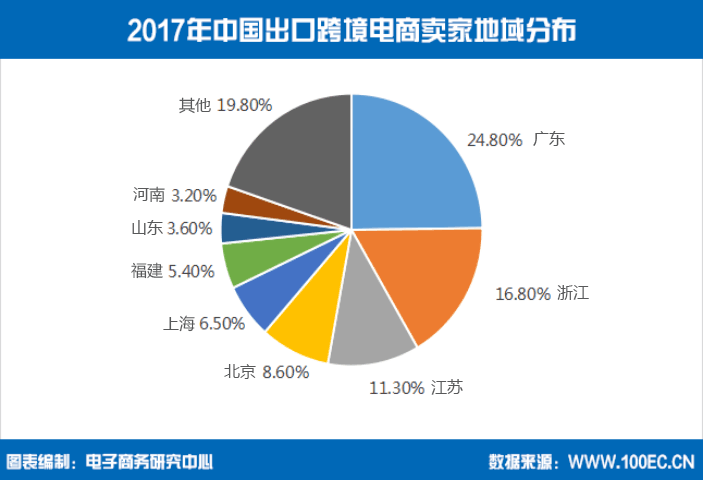 2017年中国出口跨境电商卖家地域分布
其他 19.80%
24.80% 广东
河南 3.20%
山东 3.60%
福建 5.40%
16.80% 浙江
上海 6.50%
北京 8.60%
11.30% 江苏
图表编制：电子商务研究中心
数据来源：WWW.100EC.CN